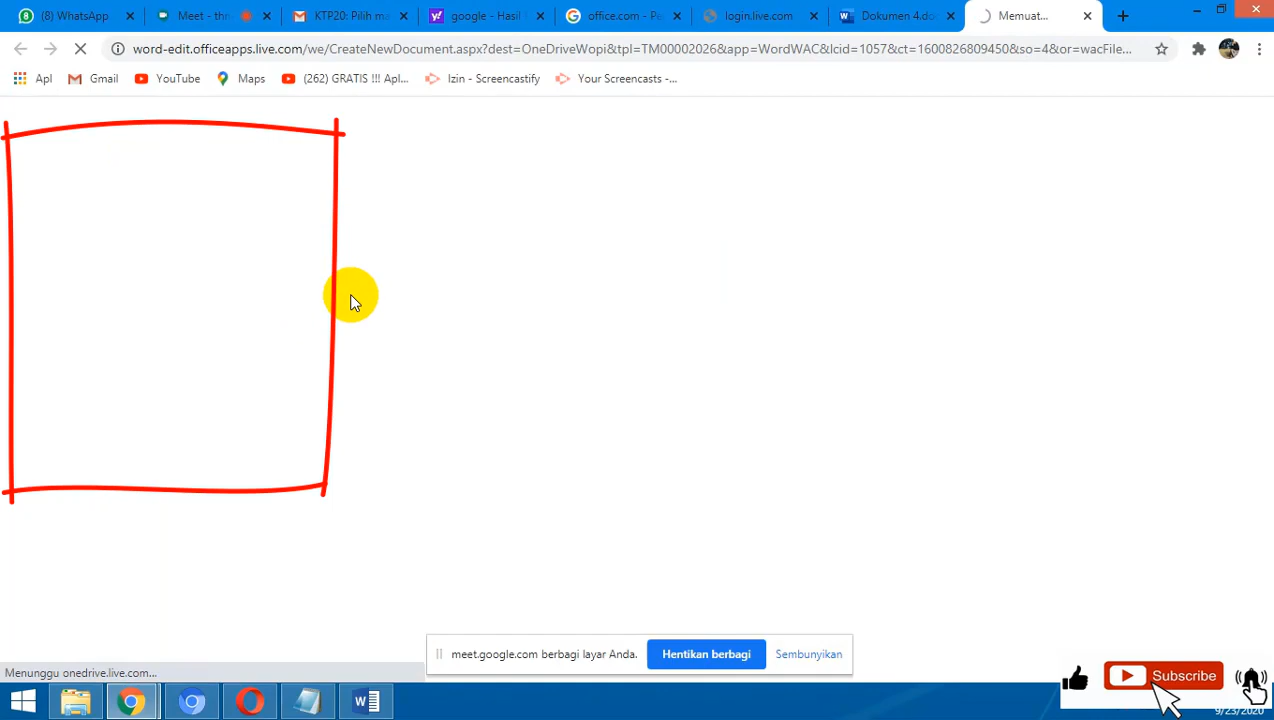 (8) WhatsApp
Meet - thr
KTP20: Pilih ma
google - Hasil
office.com - Pe
login.live.com
Dokumen 4.do
Memuat...
word-edit.officeapps.live.com/we/CreateNewDocument.aspx?dest=OneDriveWopi&tpl=TM00002026&app=WordWAC&lcid=1057&ct=1600826809450&so=4&or=wacFile...
Apl
Gmail
YouTube
Maps
(262) GRATIS !!! Apl...
Izin - Screencastify
Your Screencasts -...
meet.google.com berbagi layar Anda.
Hentikan berbagi
Sembunyikan
Menunggu onedrive.live.com...
Subscribe
9/23/2020